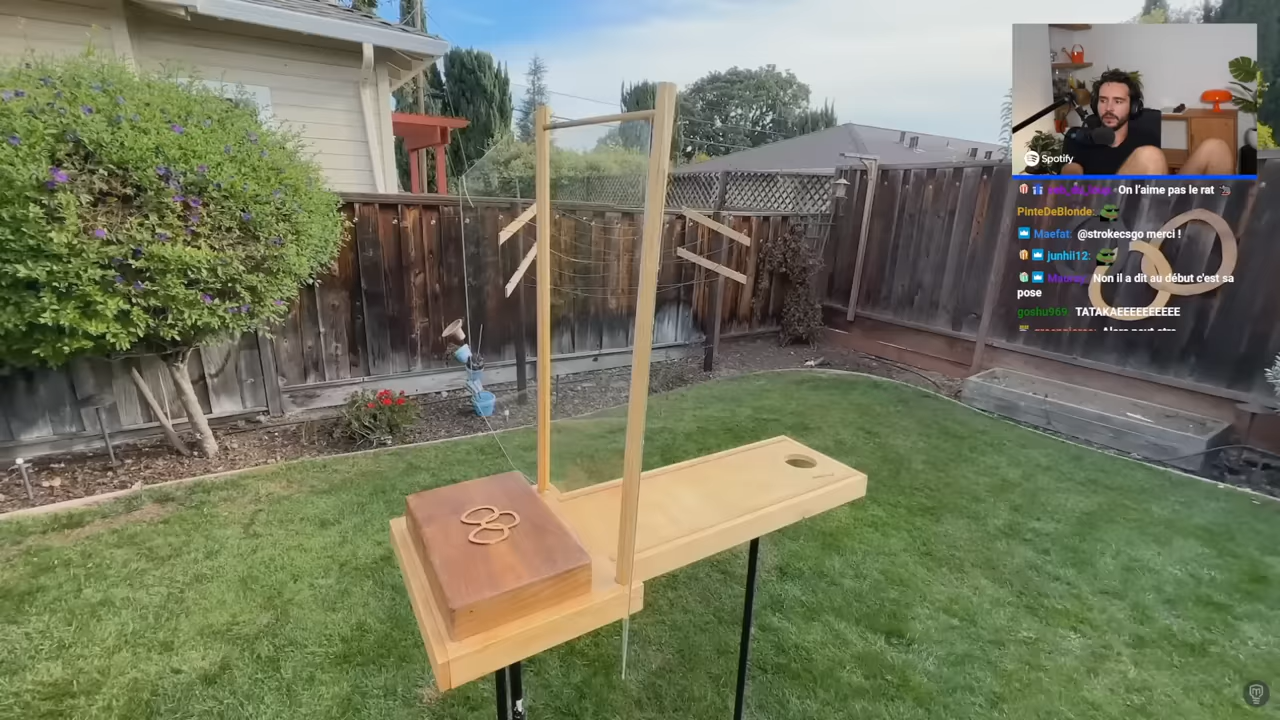 Spotify
On l'aime pas le rat
PinteDeBlonde:
Maefat: @strokecsgo merci !
junhii12:
Non il a dit au début c'est sa
pose
goshu969: TATAKAEEEEEEEEEE